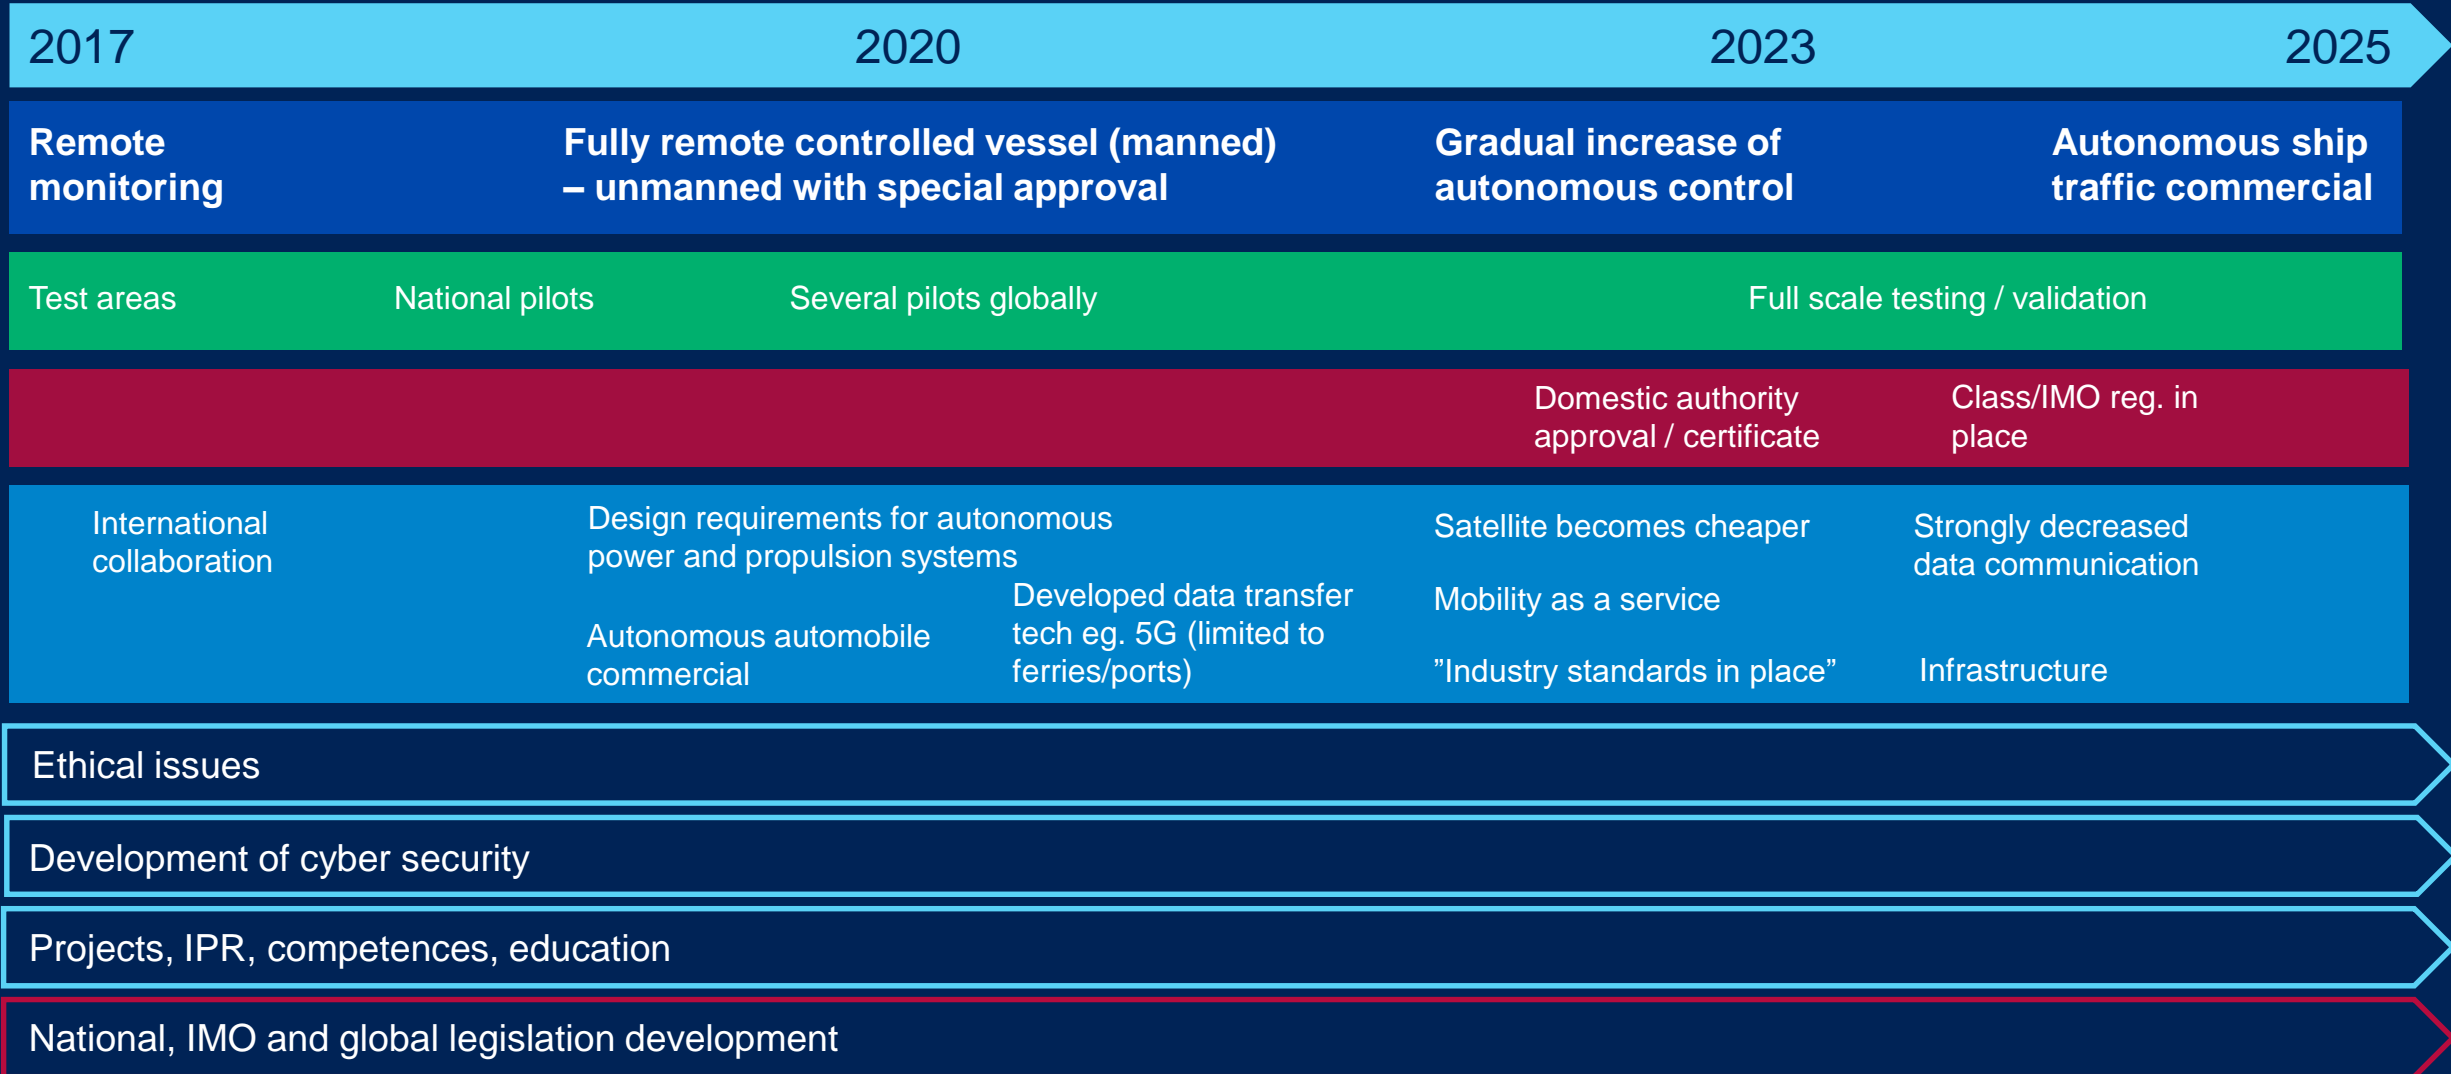 2017 2020 2023 2025
Remote
monitoring
Fully remote controlled vessel (manned)
– unmanned with special approval
Gradual increase of
autonomous control
Autonomous ship
traffic commercial
Test areas
National pilots
Several pilots globally
Full scale testing / validation
Domestic authority
approval / certificate
Class/IMO reg. in
place
International
collaboration
Design requirements for autonomous
power and propulsion systems
Autonomous automobile
commercial
Developed data transfer
tech eg. 5G (limited to
ferries/ports)
Satellite becomes cheaper
Mobility as a service
”Industry standards in place”
Strongly decreased
data communication
Infrastructure
Ethical issues
Development of cyber security
Projects, IPR, competences, education
National, IMO and global legislation development